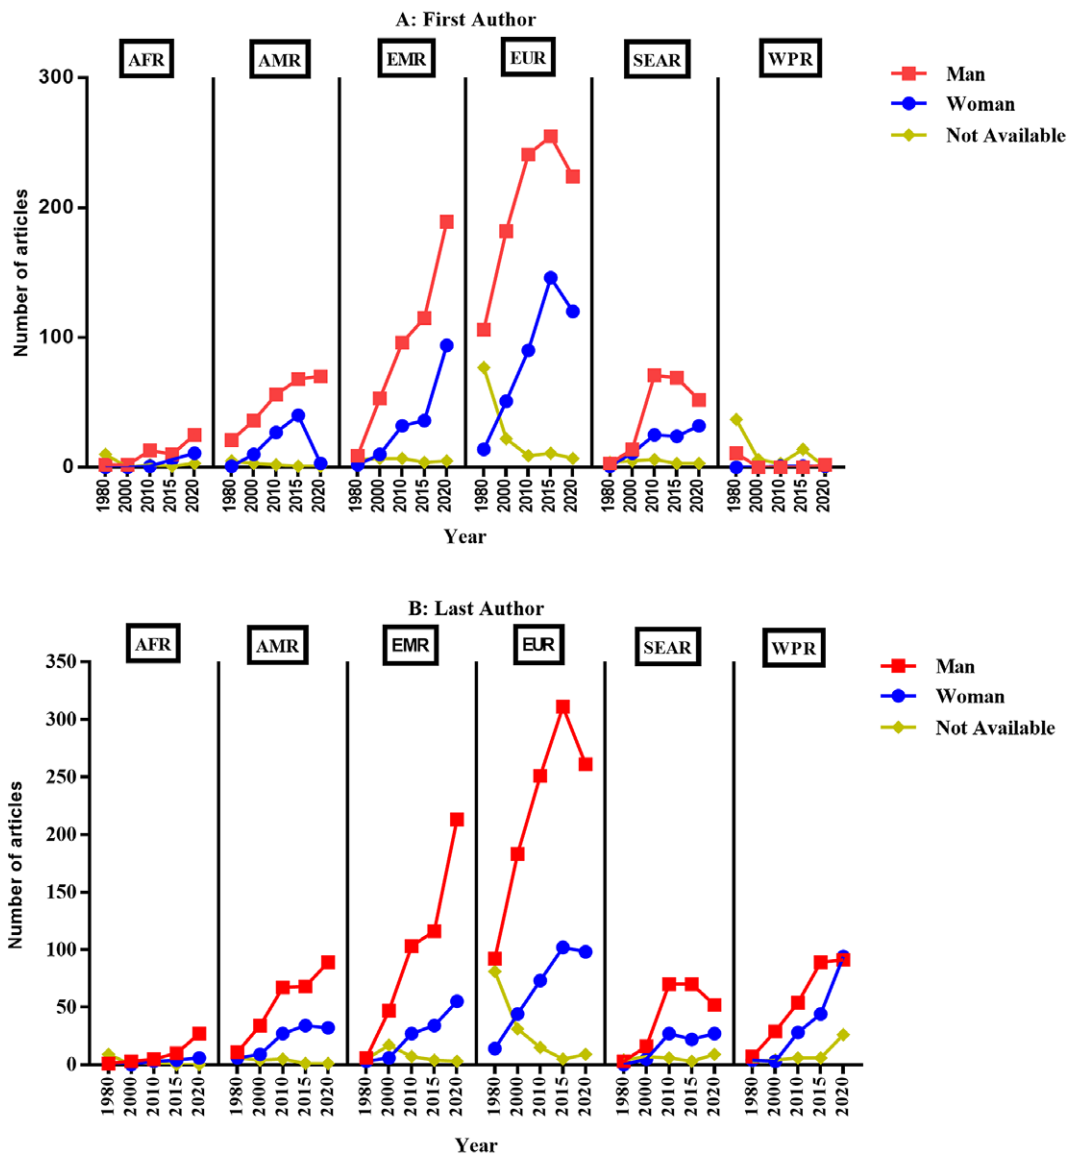 A: First Author
AFR AMR EMR EUR SEAR WPR
300
200
100
0
Number of articles
1980 2000 2010 2015 2020 1980 2000 2010 2015 2020 1980 2000 2010 2015 2020 1980 2000 2010 2015 2020 1980 2000 2010 2015 2020 1980 2000 2010 2015 2020
Year
Man
Woman
Not Available
B: Last Author
AFR AMR EMR EUR SEAR WPR
350
300
250
200
150
100
50
0
Number of articles
1980 2000 2010 2015 2020 1980 2000 2010 2015 2020 1980 2000 2010 2015 2020 1980 2000 2010 2015 2020 1980 2000 2010 2015 2020 1980 2000 2010 2015 2020
Year
Man
Woman
Not Available